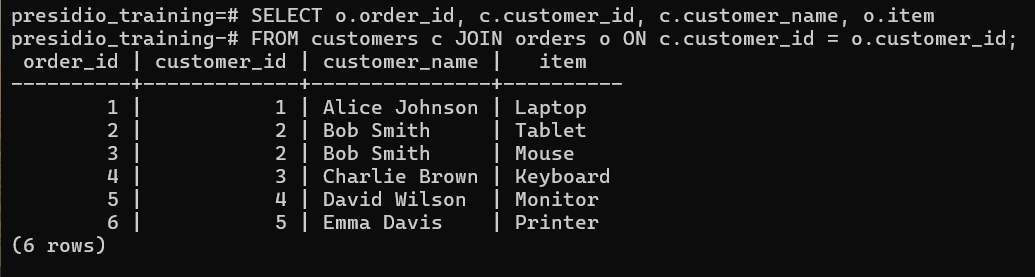 presidio_training=# SELECT o.order_id, c.customer_id, c.customer_name, o.item
presidio_training-# FROM customers c JOIN orders o ON c.customer_id = o.customer_id;
 order_id | customer_id | customer_name | item
----------+-------------+---------------+----------
        1 |           1 | Alice Johnson | Laptop
        2 |           2 | Bob Smith     | Tablet
        3 |           2 | Bob Smith     | Mouse
        4 |           3 | Charlie Brown | Keyboard
        5 |           4 | David Wilson  | Monitor
        6 |           5 | Emma Davis    | Printer
(6 rows)